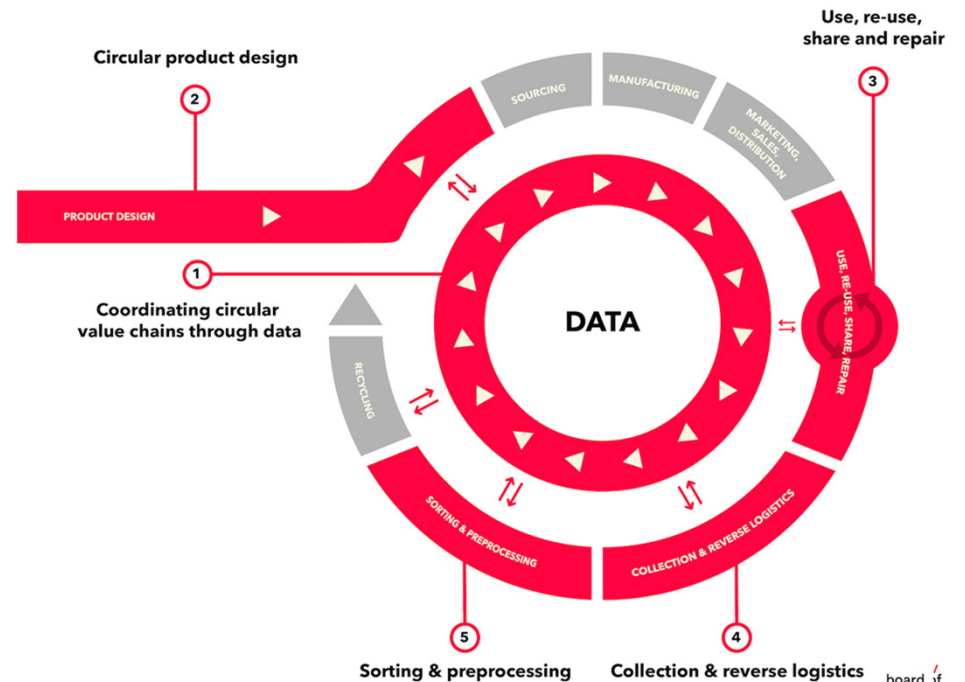 Use, re-use,
share and repair
Circular product design
3
2
SOURCING
MANUFACTURING
MARKETING,
SALES,
DISTRIBUTION
PRODUCT DESIGN
1
Coordinating circular
value chains through data
DATA
USE, RE-USE, SHARE, REPAIR
RECYCLING
SORTING & PREPROCESSING
COLLECTION & REVERSE LOGISTICS
5
4
Sorting & preprocessing
Collection & reverse logistics
board